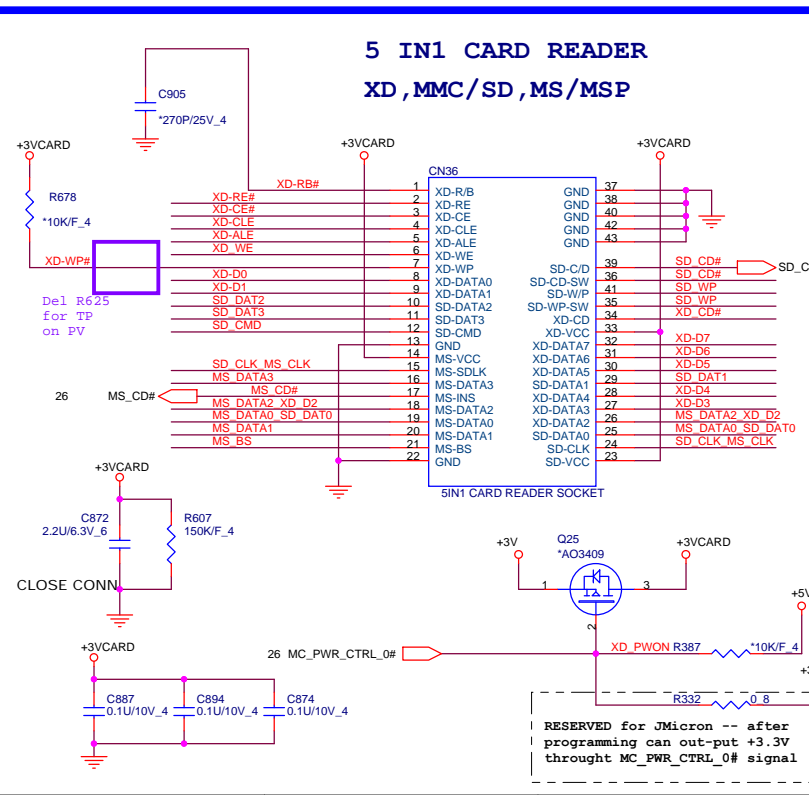 5 IN1 CARD READER
XD,MMC/SD,MS/MSP
C905
*270P/25V_4
+3VCARD
R678
*10K/F_4
XD-WP#
Del R625
for TP
on PV
+3VCARD
+3VCARD
CN36
XD-RB# 1 XD-R/B
XD-RE# 2 XD-RE
XD-CE# 3 XD-CE
XD-CLE 4 XD-CLE
XD-ALE 5 XD-ALE
XD_WE 6 XD-WE
7 XD-WP
XD-D0 8 XD-DATA0
XD-D1 9 XD-DATA1
SD_DAT2 10 SD-DATA2
SD_DAT3 11 SD-DAT3
SD_CMD 12 SD-CMD
13 GND
14 MS-VCC
SD_CLK_MS_CLK 15 MS-SDLK
MS_DATA3 16 MS-DATA3
26 MS_CD# MS_CD# 17 MS-INS
MS_DATA2_XD_D2 18 MS-DATA2
MS_DATA0_SD_DAT0 19 MS-DATA0
MS_DATA1 20 MS-DATA1
MS_BS 21 MS-BS
22 GND
GND 37
GND 38
GND 40
GND 42
GND 43
SD-C/D 39 SD_CD# SD_C
SD-CD-SW 36 SD_CD#
SD-W/P 41 SD_WP
SD-WP-SW 35 SD_WP
XD-CD 34 XD_CD#
XD-VCC 33
XD-DATA7 32 XD-D7
XD-DATA6 31 XD-D6
XD-DATA5 30 XD-D5
SD-DATA1 29 SD_DAT1
XD-DATA4 28 XD-D4
XD-DATA3 27 XD-D3
XD-DATA2 26 MS_DATA2_XD_D2
SD-DATA0 25 MS_DATA0_SD_DAT0
SD-CLK 24 SD_CLK_MS_CLK
SD-VCC 23
5IN1 CARD READER SOCKET
+3VCARD
C872
2.2U/6.3V_6
R607
150K/F_4
CLOSE CONN
+3V
Q25
*AO3409
+3VCARD
1
3
2
+5V
26 MC_PWR_CTRL_0#
XD_PWON R387 *10K/F_4
+3
R332 0_8
+3VCARD
C887
0.1U/10V_4
C894
0.1U/10V_4
C874
0.1U/10V_4
RESERVED for JMicron -- after
programming can out-put +3.3V
throught MC_PWR_CTRL_0# signal